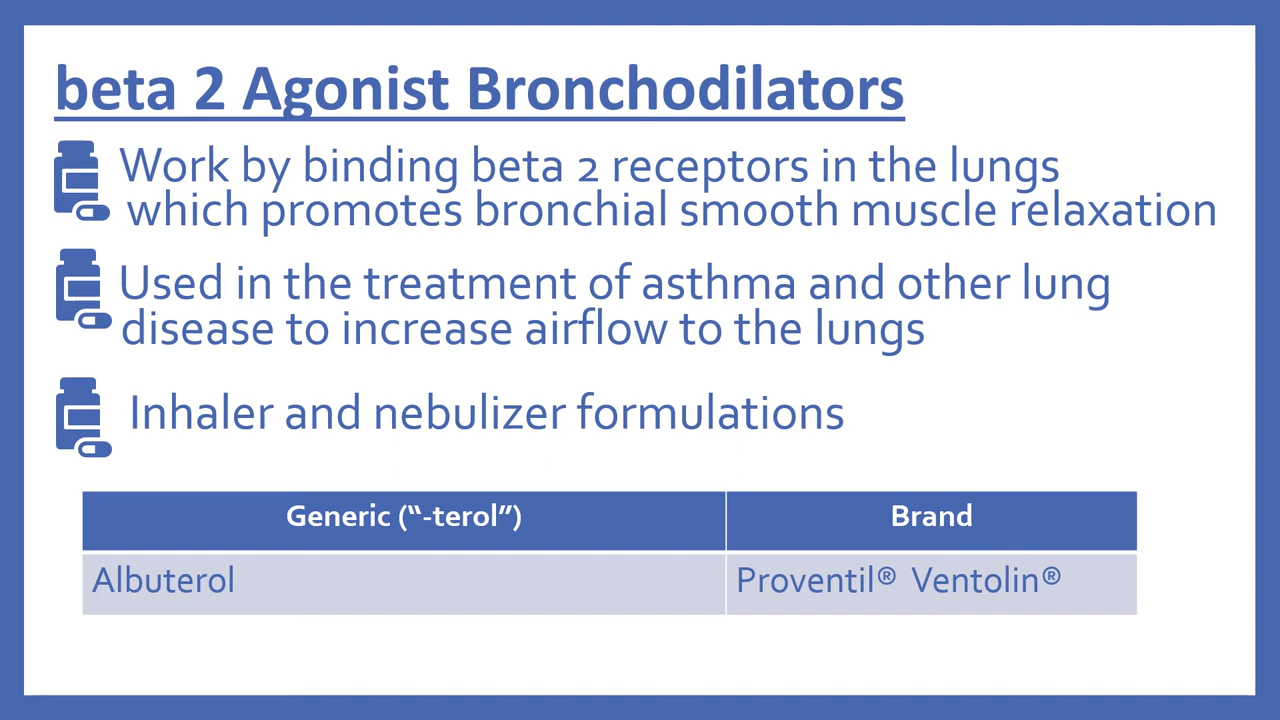 beta 2 Agonist Bronchodilators
Work by binding beta 2 receptors in the lungs
which promotes bronchial smooth muscle relaxation
Used in the treatment of asthma and other lung
disease to increase airflow to the lungs
Inhaler and nebulizer formulations
Generic (“-terol”) Brand
Albuterol Proventil® Ventolin®